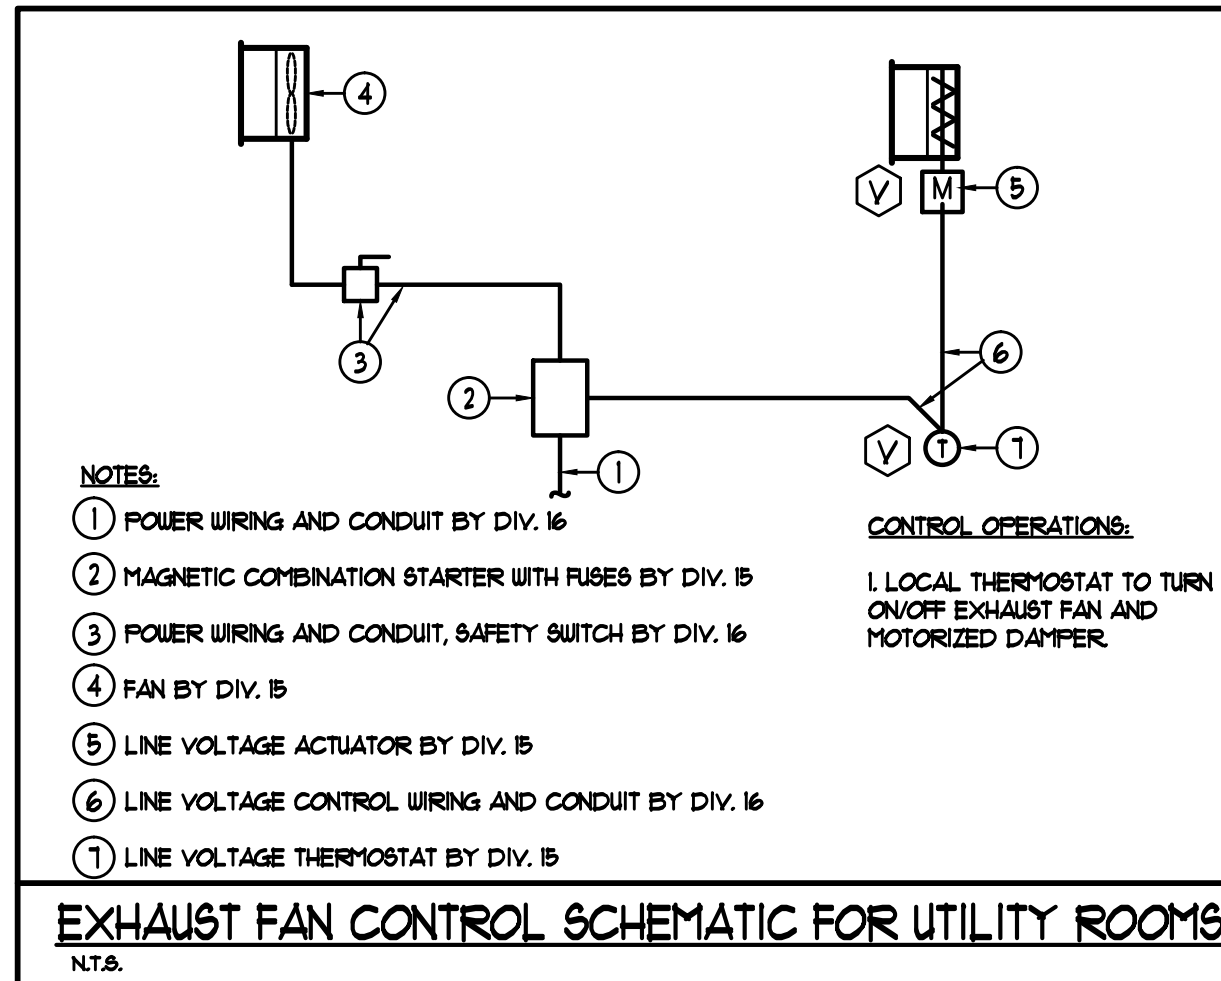 4
V
M
5
3
6
2
V
T
7
1
NOTES:
1 POWER WIRING AND CONDUIT BY DIV. 16
2 MAGNETIC COMBINATION STARTER WITH FUSES BY DIV. 15
3 POWER WIRING AND CONDUIT, SAFETY SWITCH BY DIV. 16
4 FAN BY DIV. 15
5 LINE VOLTAGE ACTUATOR BY DIV. 15
6 LINE VOLTAGE CONTROL WIRING AND CONDUIT BY DIV. 16
7 LINE VOLTAGE THERMOSTAT BY DIV. 15
CONTROL OPERATIONS:
1. LOCAL THERMOSTAT TO TURN
ON/OFF EXHAUST FAN AND
MOTORIZED DAMPER.
EXHAUST FAN CONTROL SCHEMATIC FOR UTILITY ROOMS
N.T.S.